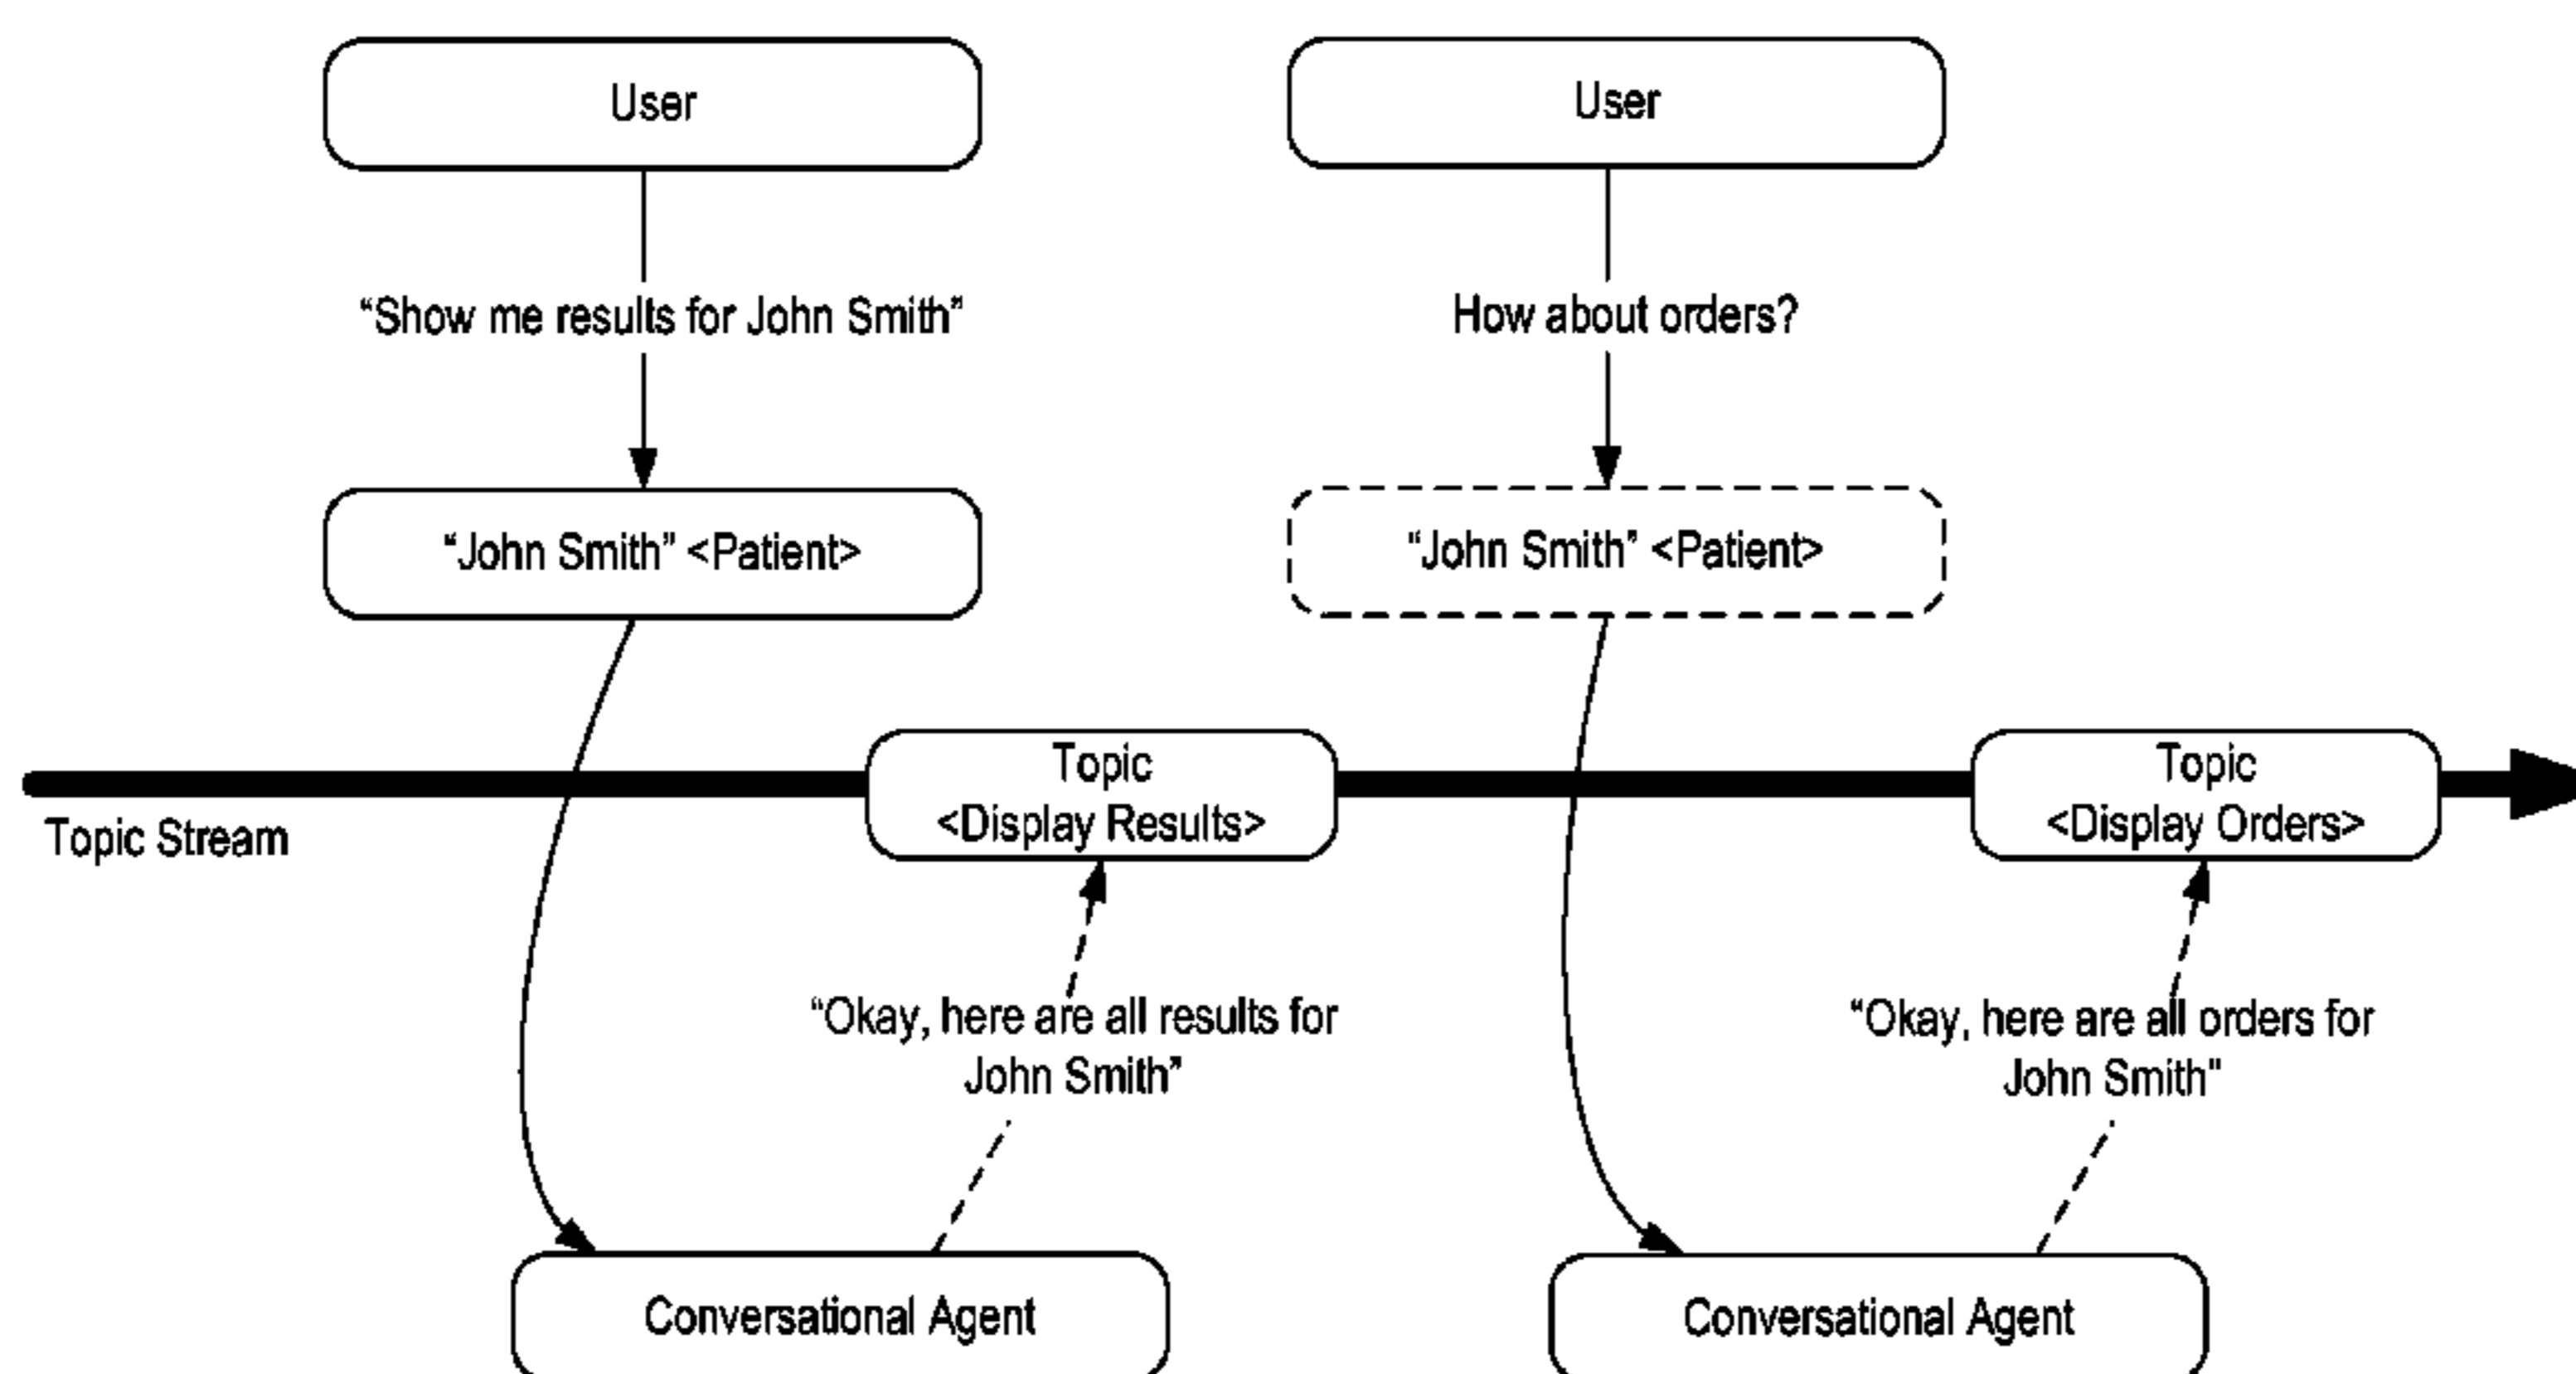 User
User
“Show me results for John Smith”
How about orders?
“John Smith” <Patient>
“John Smith” <Patient>
Topic
<Display Results>
Topic
<Display Orders>
Topic Stream
“Okay, here are all results for
John Smith”
“Okay, here are all orders for
John Smith"
Conversational Agent
Conversational Agent